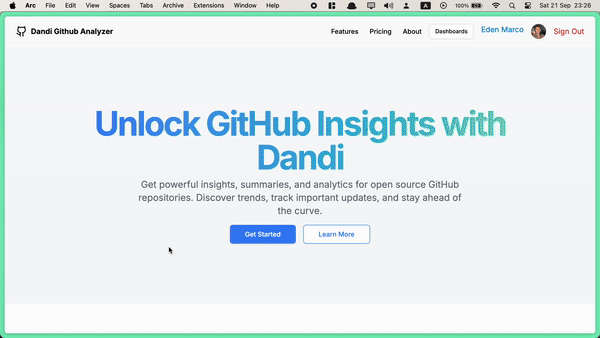 Arc File Edit View Spaces Tabs Archive Extensions Window Help A 100% Sat 21 Sep 23:26
Dandi Github Analyzer Features Pricing About Dashboards Eden Marco Sign Out
Unlock GitHub Insights with
Dandi
Get powerful insights, summaries, and analytics for open source GitHub
repositories. Discover trends, track important updates, and stay ahead of
the curve.
Get Started Learn More